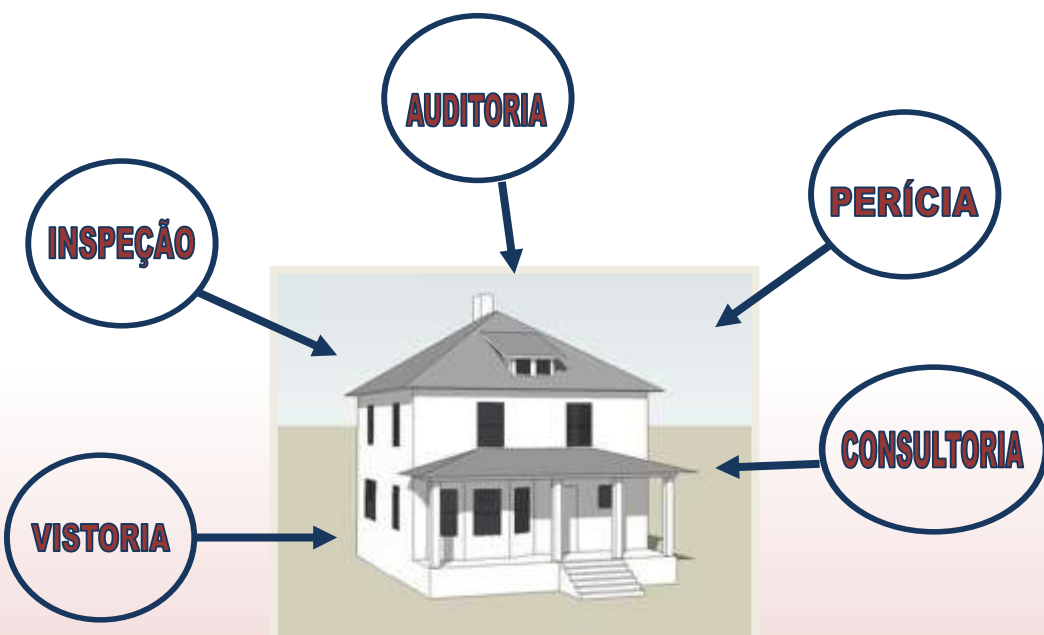 AUDITORIA
INSPEÇÃO
PERÍCIA
CONSULTORIA
VISTORIA